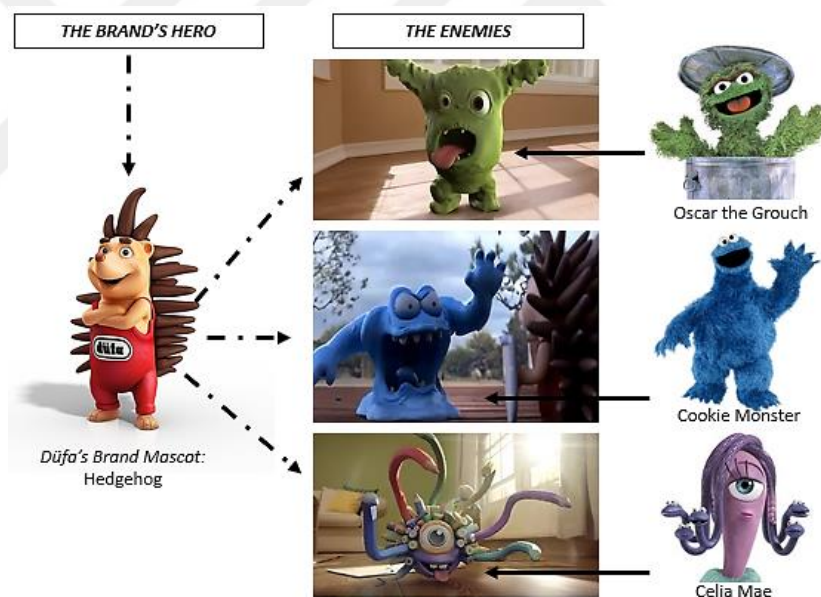 THE BRAND'S HERO
THE ENEMIES
Oscar the Grouch
düfa
Cookie Monster
Düfa's Brand Mascot:
Hedgehog
Celia Mae